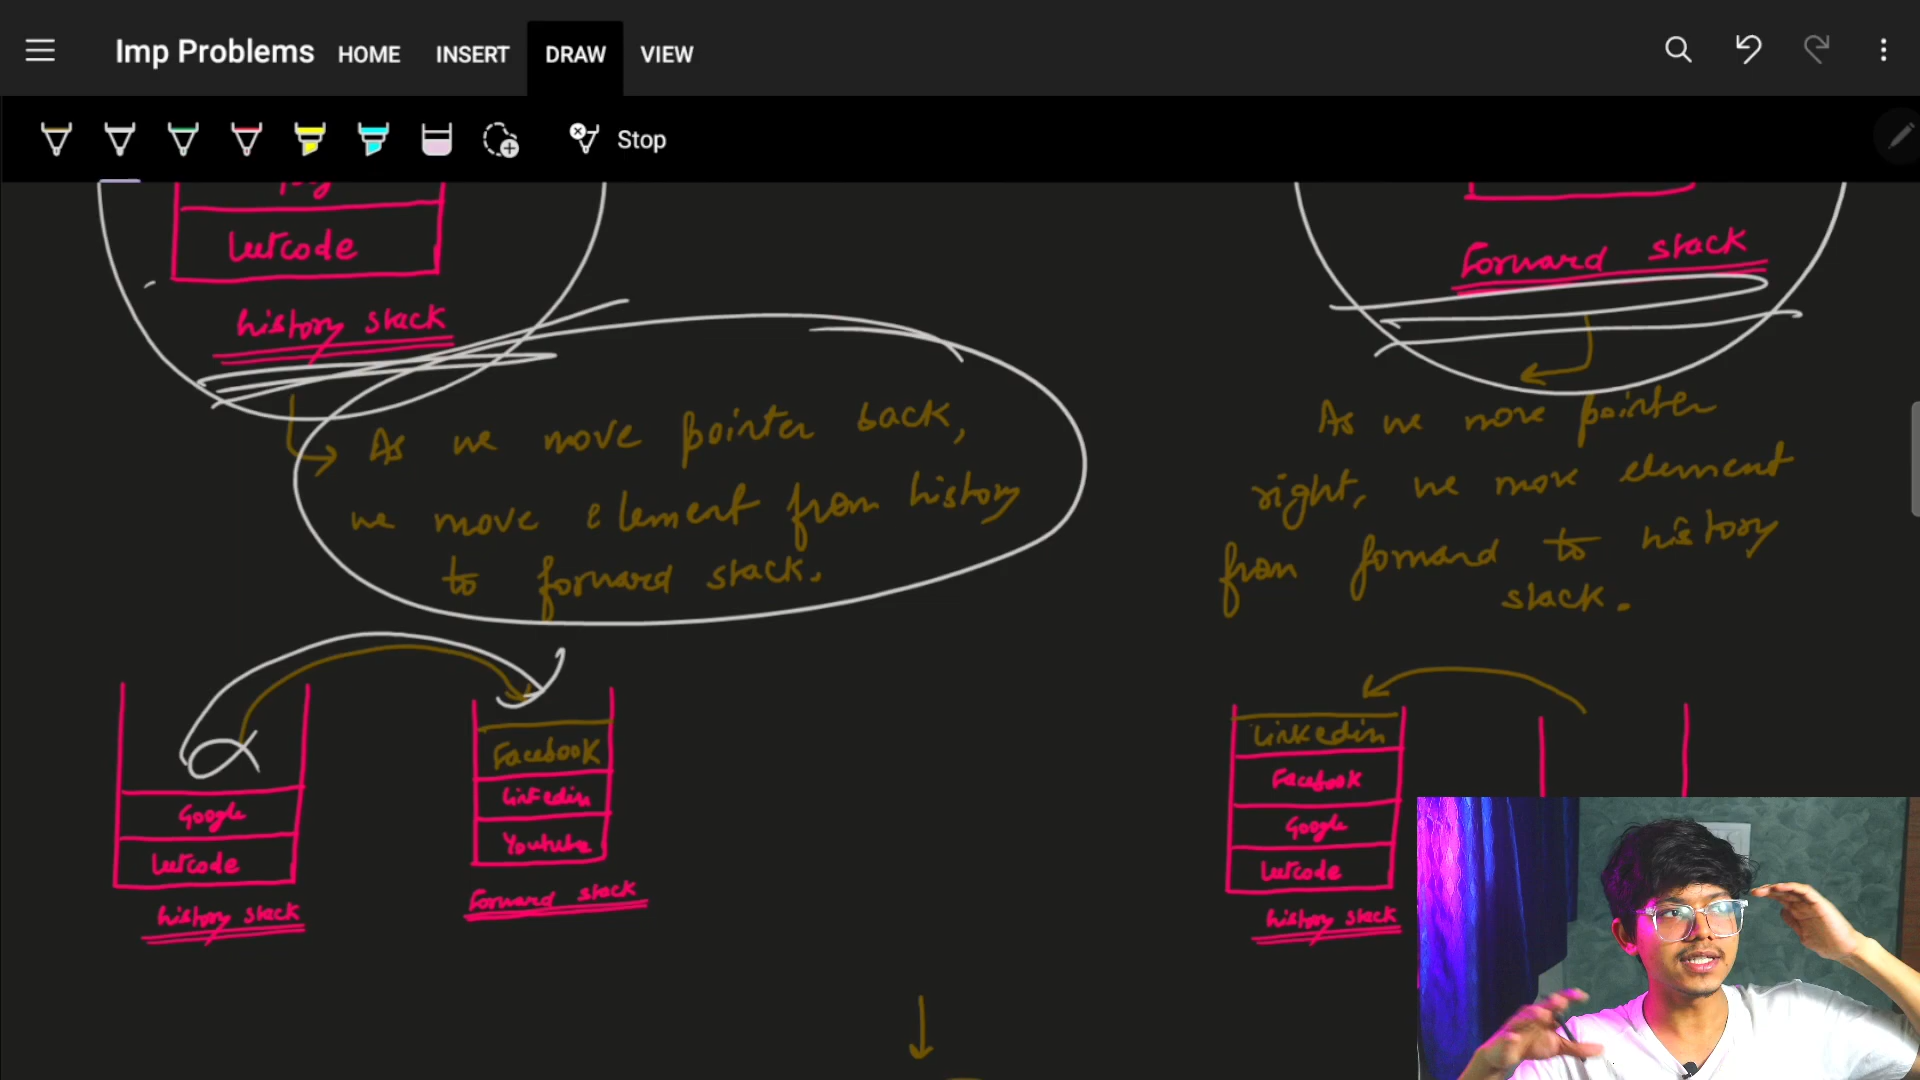 Imp Problems HOME INSERT DRAW VIEW
Stop
Leetcode
history stack
Forward stack
As we move pointer back,
we move element from history
to forward stack.
As we move pointer
right, we move element
from forward to history
stack.
Google
Leetcode
history stack
Facebook
linkedin
Youtube
Forward stack
Linkedin
Facebook
Google
Leetcode
history stack